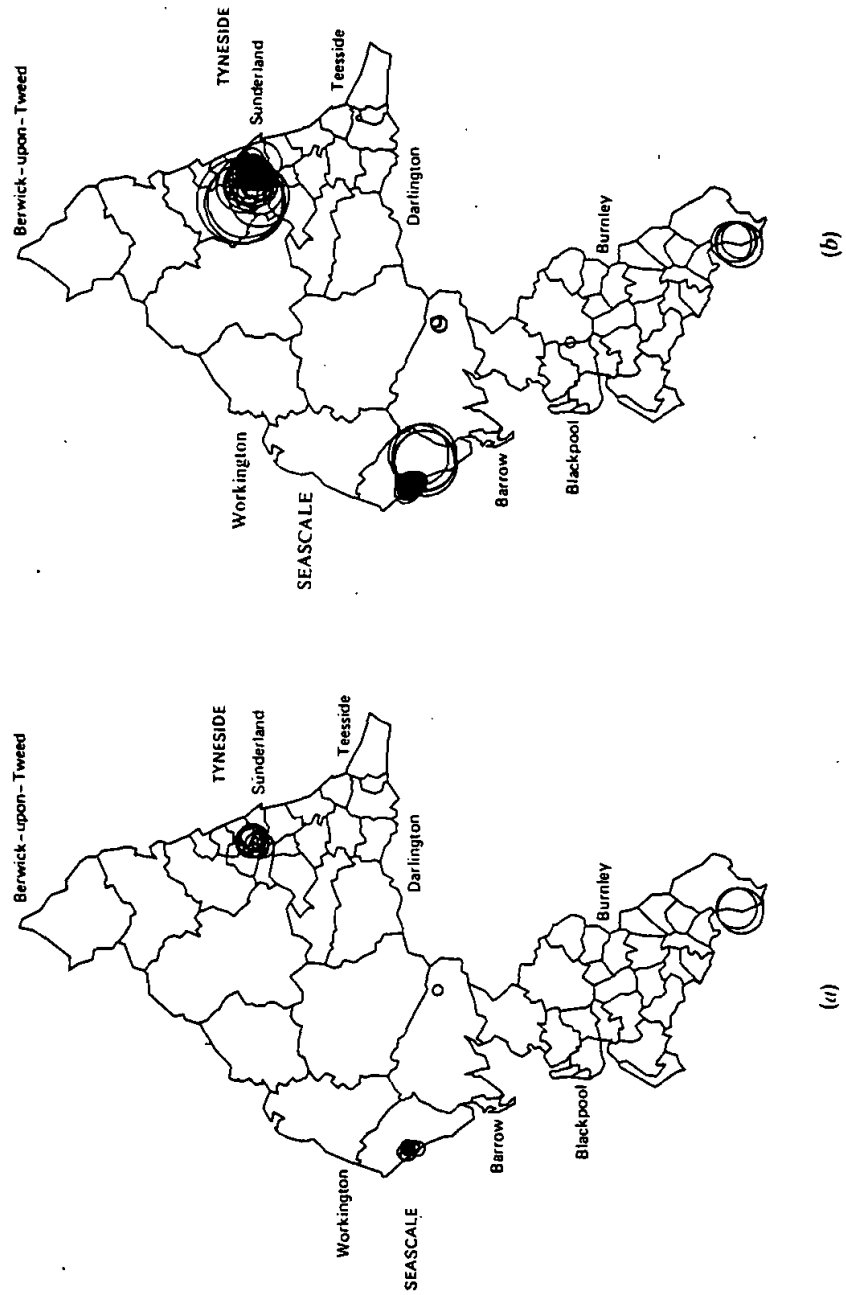 Berwick-upon-Tweed
TYNESIDE
Sunderland
Teesside
Workington
SEASCALE
Darlington
Barrow
Blackpool
Burnley
(a)
Berwick-upon-Tweed
TYNESIDE
Sunderland
Teesside
Workington
SEASCALE
Darlington
Barrow
Blackpool
Burnley
(b)